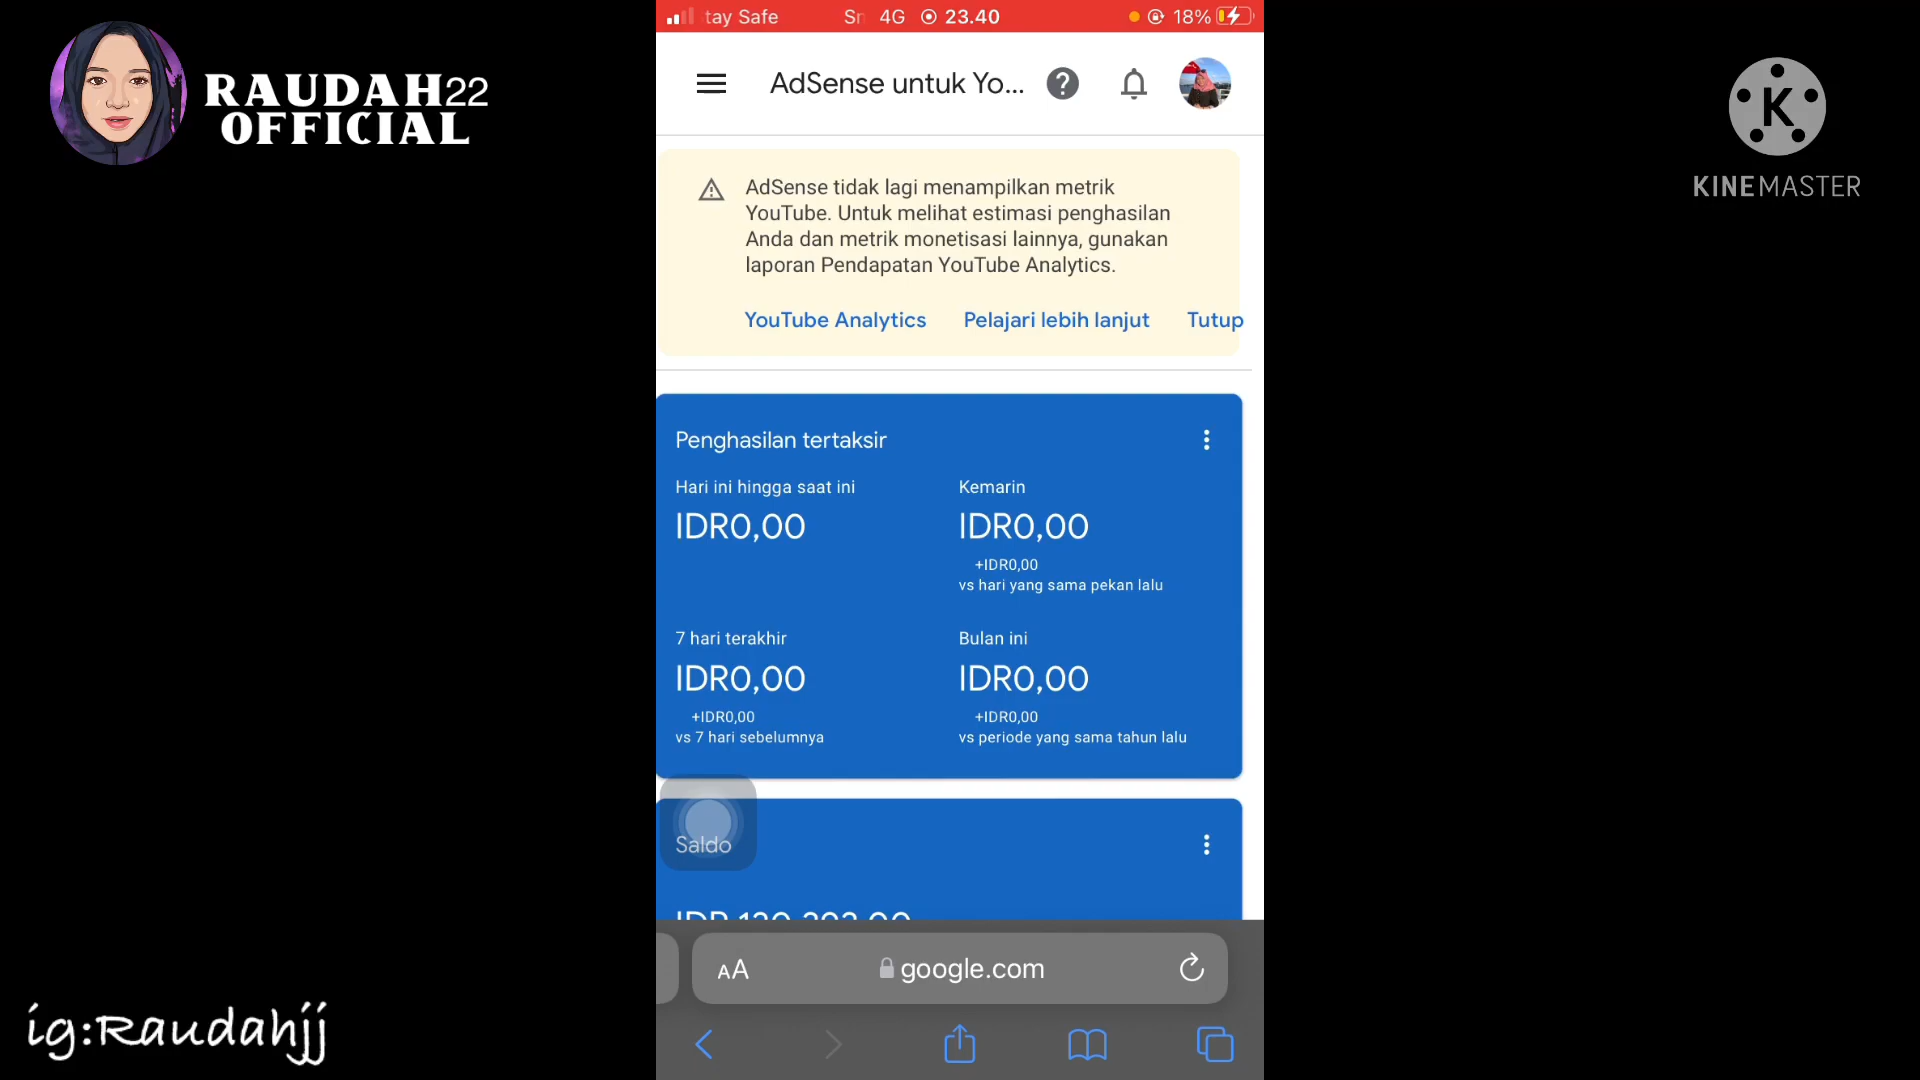 RAUDAH22
OFFICIAL
tay Safe 4G 23.40 18%
AdSense untuk Yo...
AdSense tidak lagi menampilkan metrik
YouTube. Untuk melihat estimasi penghasilan
Anda dan metrik monetisasi lainnya, gunakan
laporan Pendapatan YouTube Analytics.
YouTube Analytics Pelajari lebih lanjut Tutup
Penghasilan tertaksir
Hari ini hingga saat ini
IDR0,00
Kemarin
IDR0,00
+IDR0,00
vs hari yang sama pekan lalu
7 hari terakhir
IDR0,00
+IDR0,00
vs 7 hari sebelumnya
Bulan ini
IDR0,00
+IDR0,00
vs periode yang sama tahun lalu
Saldo
AA google.com
K
KINEMASTER
ig:Raudahjj